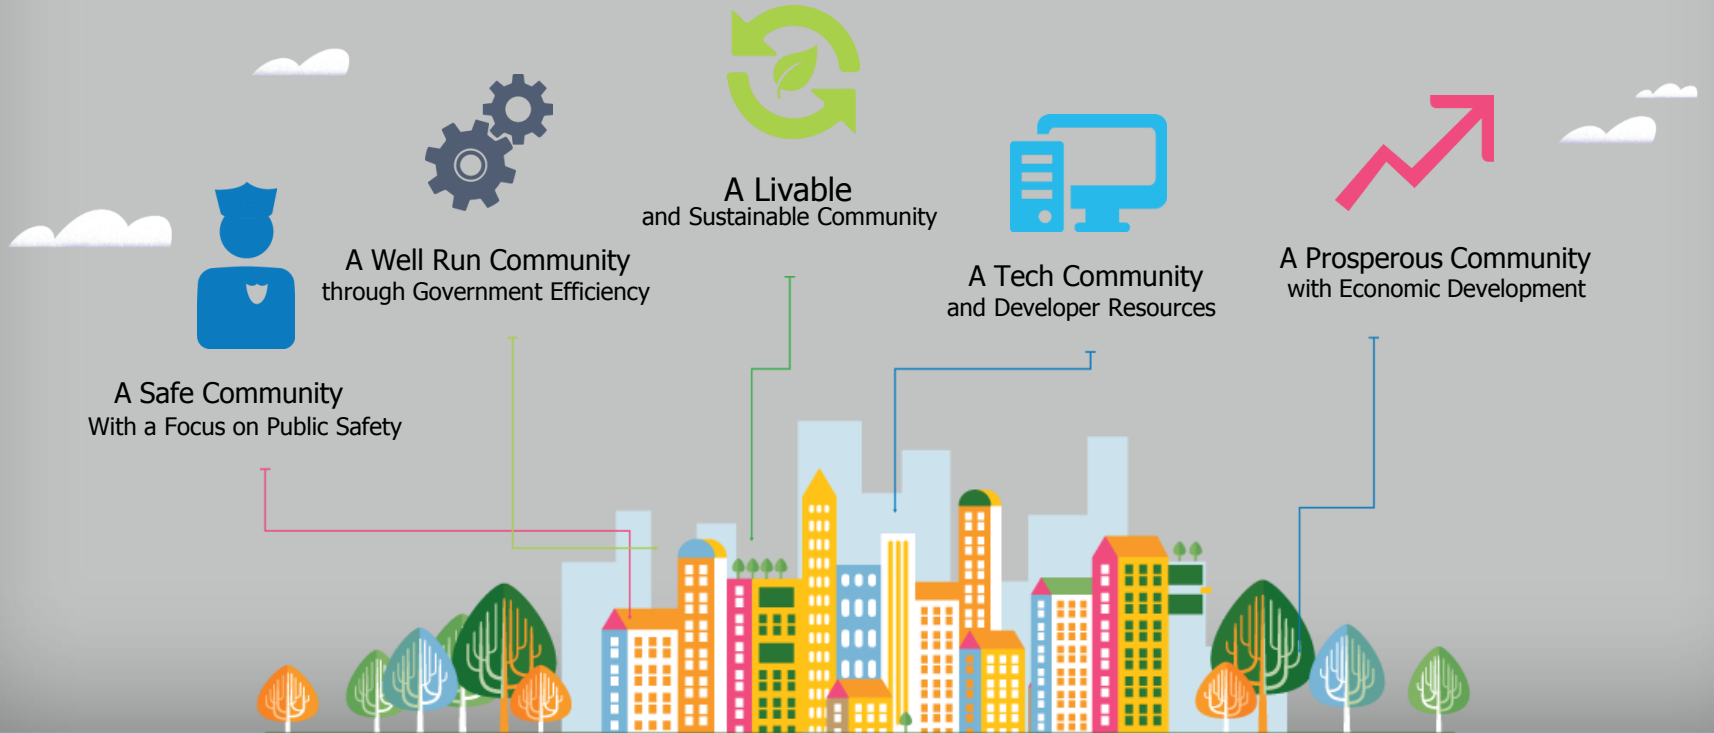 A Safe Community
With a Focus on Public Safety
A Well Run Community
through Government Efficiency
A Livable
and Sustainable Community
A Tech Community
and Developer Resources
A Prosperous Community
with Economic Development